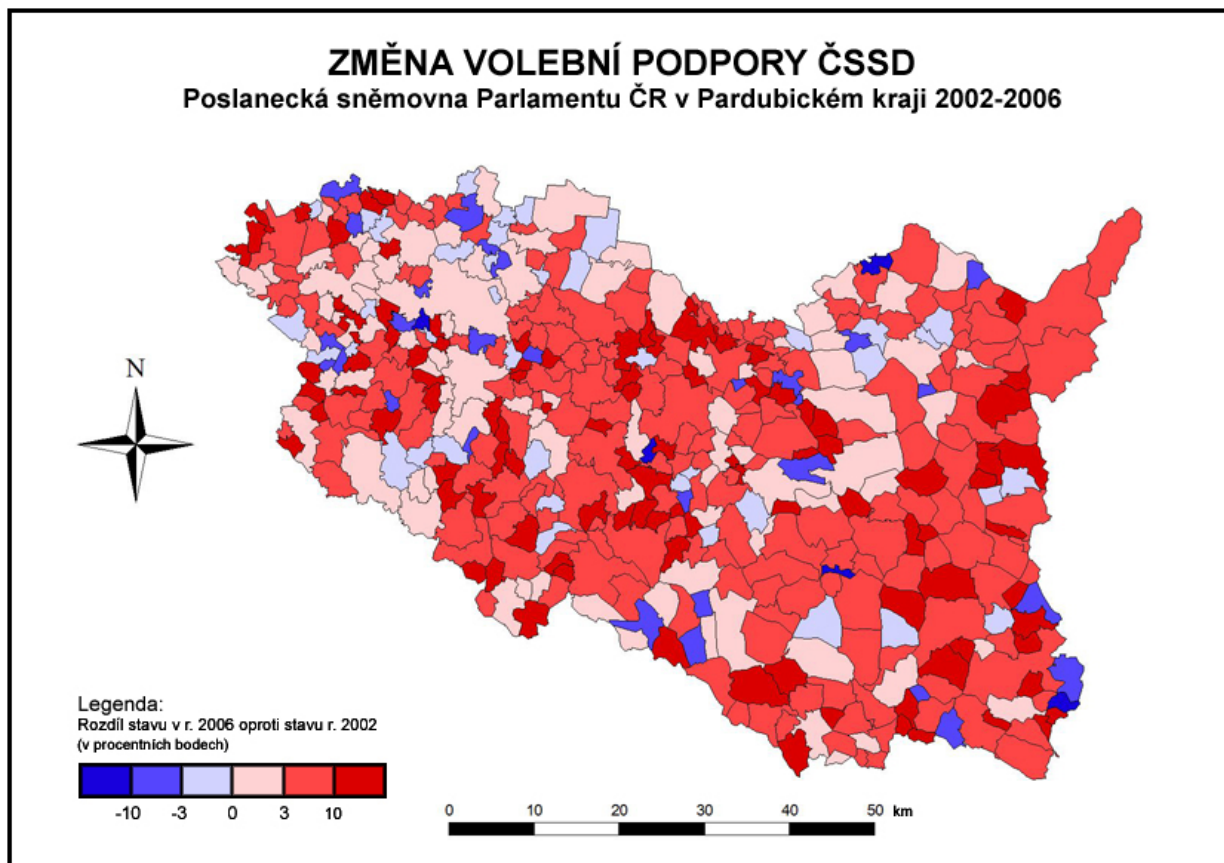 ZMĚNA VOLEBNÍ PODPORY ČSSD
Poslanecká sněmovna Parlamentu ČR v Pardubickém kraji 2002-2006
N
Legenda:
Rozdíl stavu v r. 2006 oproti stavu r. 2002
(v procentních bodech)
-10 -3 0 3 10
0 10 20 30 40 50 km